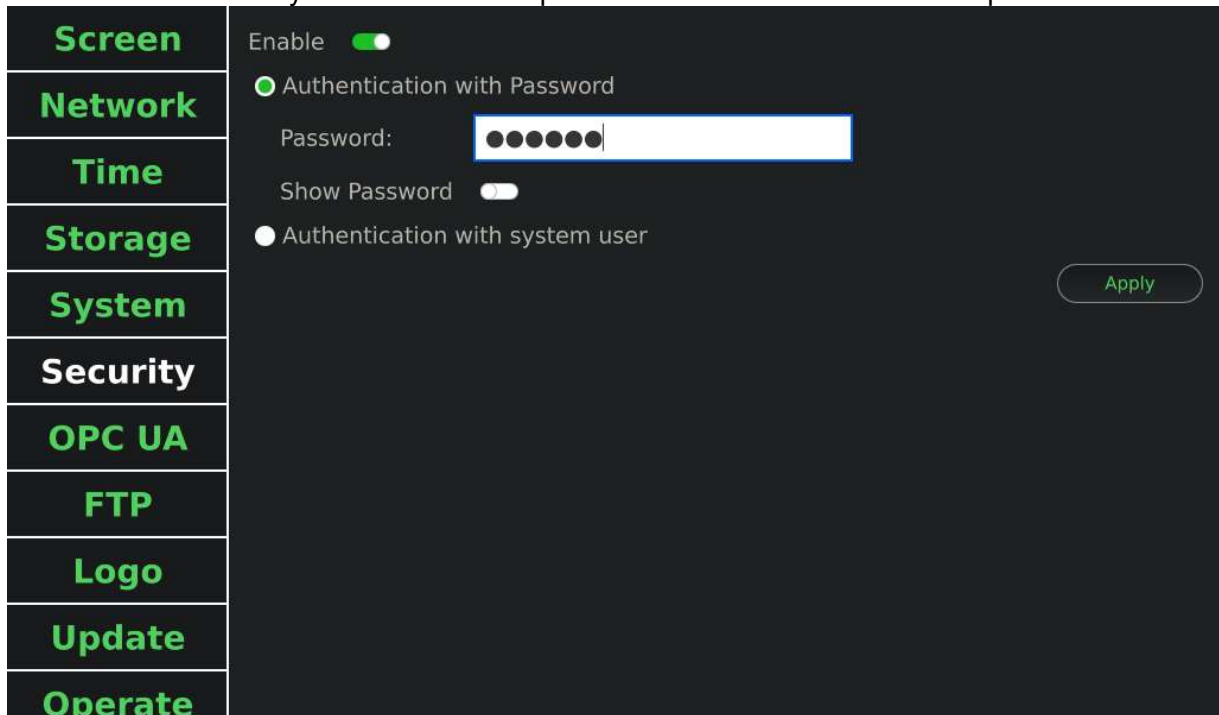 Screen
Network
Time
Storage
System
Security
OPC UA
FTP
Logo
Update
Operate
Enable
Authentication with Password
Password: ●●●●●●
Show Password
Authentication with system user
Apply